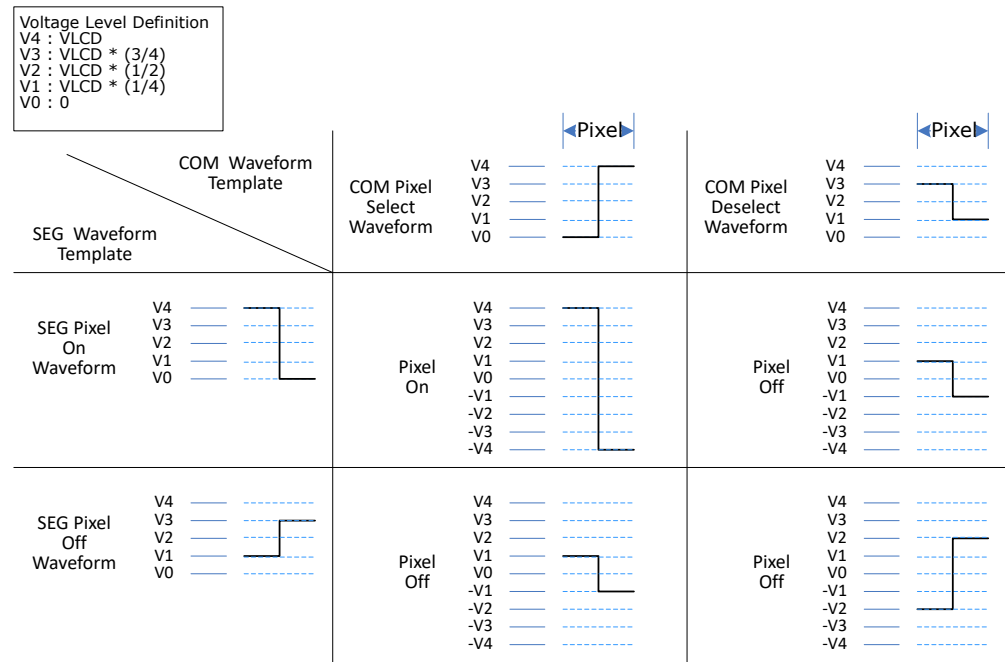 Voltage Level Definition
V4 : VLCD
V3 : VLCD * (3/4)
V2 : VLCD * (1/2)
V1 : VLCD * (1/4)
V0 : 0
COM Waveform
Template
SEG Waveform
Template
COM Pixel
Select
Waveform
Pixel
V4
V3
V2
V1
V0
COM Pixel
Deselect
Waveform
Pixel
V4
V3
V2
V1
V0
SEG Pixel
On
Waveform
V4
V3
V2
V1
V0
Pixel
On
V4
V3
V2
V1
V0
-V1
-V2
-V3
-V4
Pixel
Off
V4
V3
V2
V1
V0
-V1
-V2
-V3
-V4
SEG Pixel
Off
Waveform
V4
V3
V2
V1
V0
Pixel
Off
V4
V3
V2
V1
V0
-V1
-V2
-V3
-V4
Pixel
Off
V4
V3
V2
V1
V0
-V1
-V2
-V3
-V4